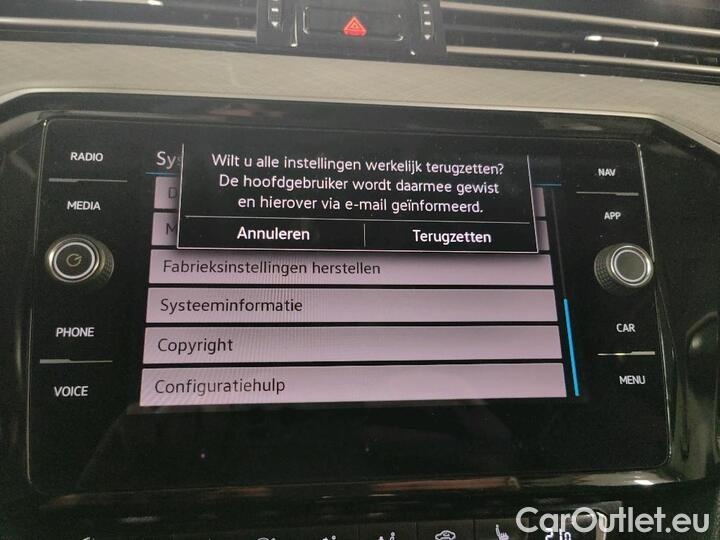 RADIO
MEDIA
PHONE
VOICE
NAV
APP
CAR
MENU
Wilt u alle instellingen werkelijk terugzetten?
De hoofdgebruiker wordt daarmee gewist
en hierover via e-mail geïnformeerd.
Annuleren
Terugzetten
Fabrieksinstellingen herstellen
Systeeminformatie
Copyright
Configuratiehulp
CarOutlet.eu